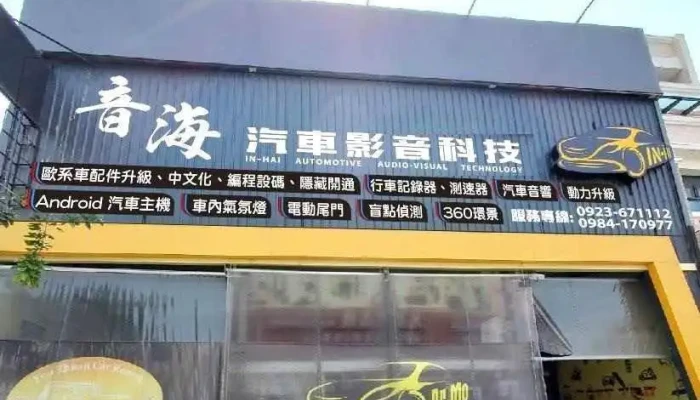 音海 汽車影音科技
IN-HAI AUTOMOTIVE AUDIO-VISUAL TECHNOLOGY
歐系車配件升級、中文化、編程設碼、隱藏開通 行車記錄器、測速器 汽車音響 動力升級
Android 汽車主機 車內氣氛燈 電動尾門 盲點偵測 360環景 服務專線: 0923-671112
0984-170977